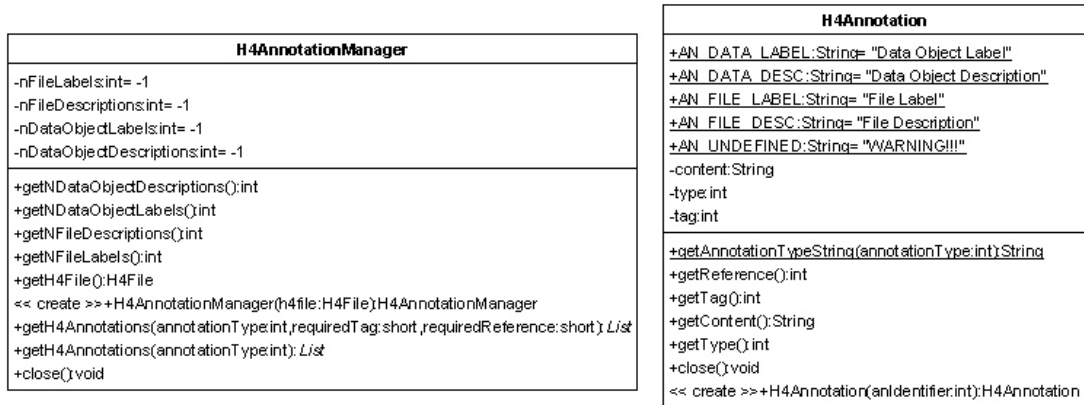 H4AnnotationManager
-nFileLabels:int= -1
-nFileDescriptions:int= -1
-nDataObjectLabels:int= -1
-nDataObjectDescriptions:int= -1
+getNDataObjectDescriptions():int
+getNDataObjectLabels():int
+getNFileDescriptions():int
+getNFileLabels():int
+getH4File():H4File
<< create >>+H4AnnotationManager(h4file:H4File):H4AnnotationManager
+getH4Annotations(annotationType:int,requiredTag:short,requiredReference:short): List
+getH4Annotations(annotationType:int): List
+close():void
H4Annotation
+AN_DATA_LABEL:String= "Data Object Label"
+AN_DATA_DESC:String= "Data Object Description"
+AN_FILE_LABEL:String= "File Label"
+AN_FILE_DESC:String= "File Description"
+AN_UNDEFINED:String= "WARNING!!!"
-content:String
-type:int
-tag:int
+getAnnotationTypeString(annotationType:int):String
+getReference():int
+getTag():int
+getContent():String
+getType():int
+close():void
<< create >>+H4Annotation(anIdentifier:int):H4Annotation